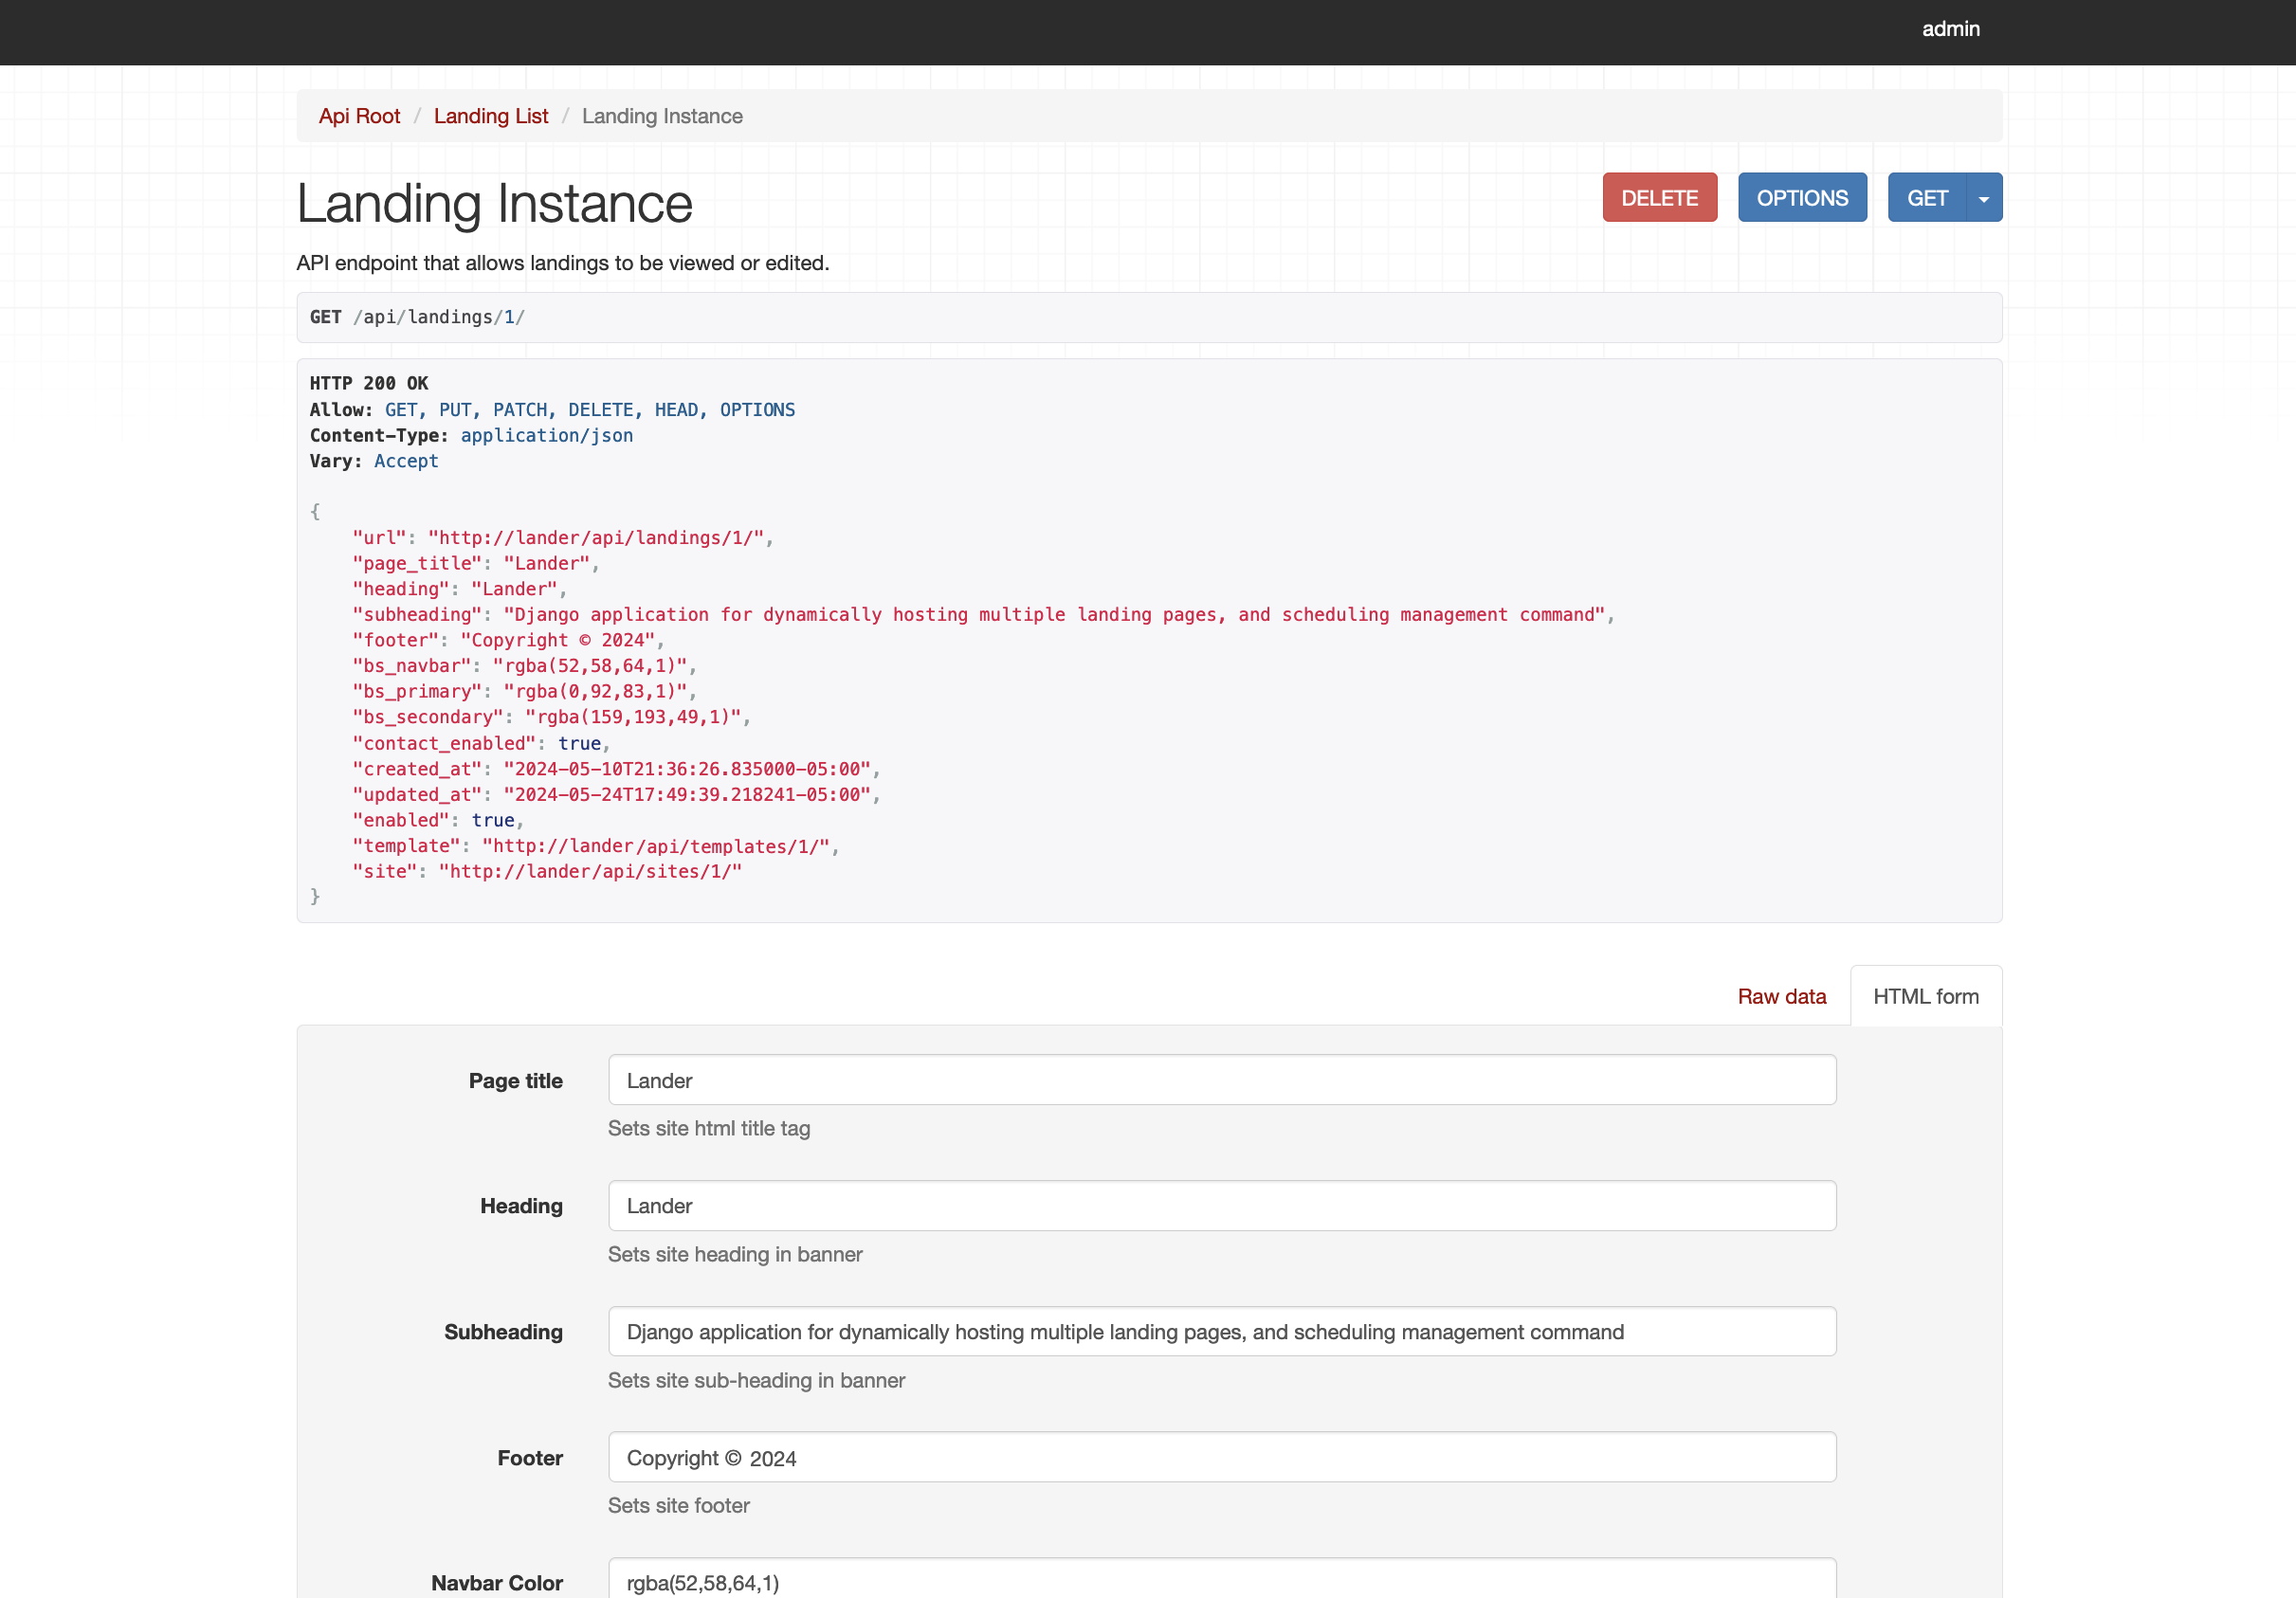 admin
Api Root / Landing List / Landing Instance
Landing Instance
DELETE OPTIONS GET
API endpoint that allows landings to be viewed or edited.
GET /api/landings/1/
HTTP 200 OK
Allow: GET, PUT, PATCH, DELETE, HEAD, OPTIONS
Content-Type: application/json
Vary: Accept
{
    "url": "http://lander/api/landings/1/",
    "page_title": "Lander",
    "heading": "Lander",
    "subheading": "Django application for dynamically hosting multiple landing pages, and scheduling management command",
    "footer": "Copyright © 2024",
    "bs_navbar": "rgba(52,58,64,1)",
    "bs_primary": "rgba(0,92,83,1)",
    "bs_secondary": "rgba(159,193,49,1)",
    "contact_enabled": true,
    "created_at": "2024-05-10T21:36:26.835000-05:00",
    "updated_at": "2024-05-24T17:49:39.218241-05:00",
    "enabled": true,
    "template": "http://lander/api/templates/1/",
    "site": "http://lander/api/sites/1/"
}
Raw data HTML form
Page title Lander
Sets site html title tag
Heading Lander
Sets site heading in banner
Subheading Django application for dynamically hosting multiple landing pages, and scheduling management command
Sets site sub-heading in banner
Footer Copyright © 2024
Sets site footer
Navbar Color rgba(52,58,64,1)